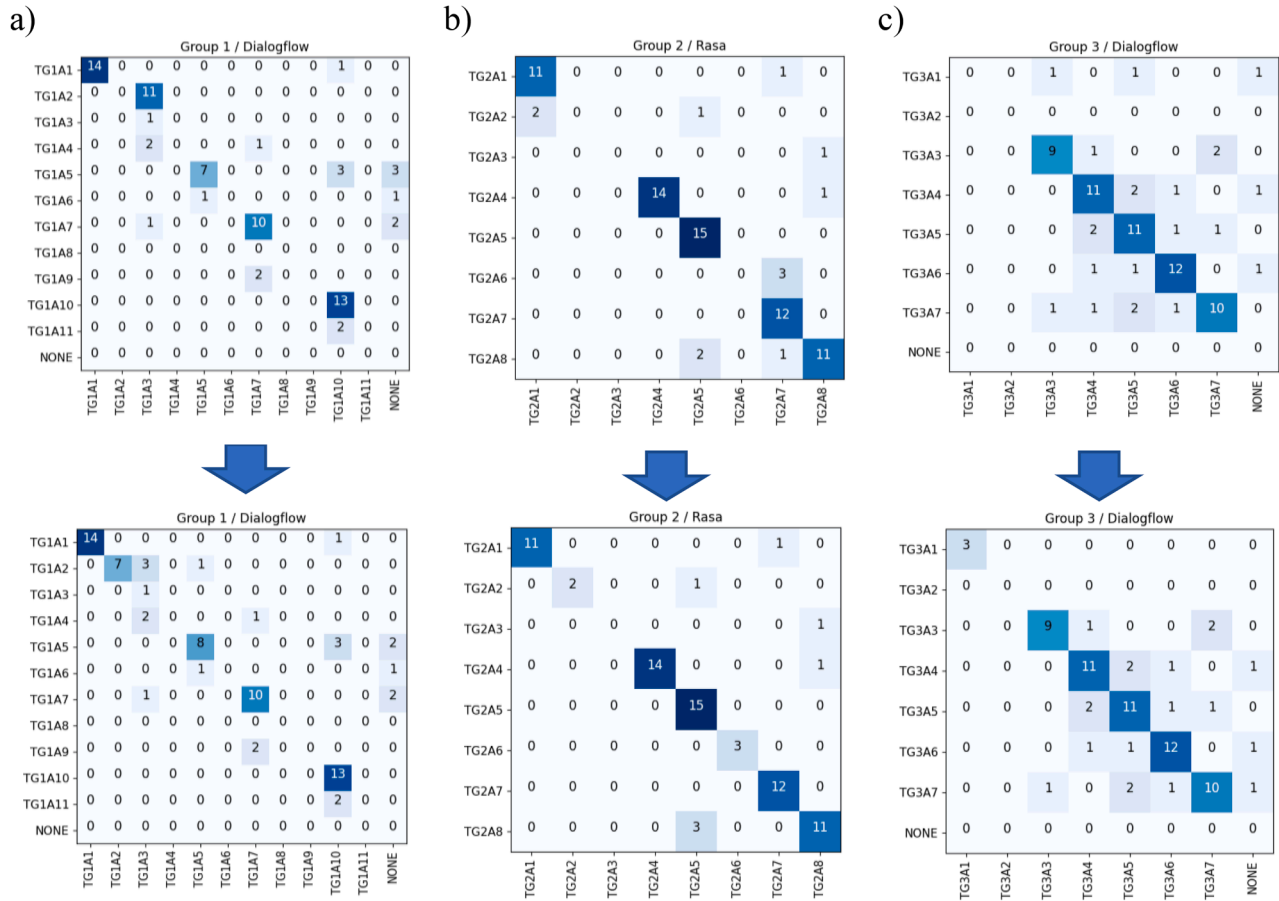 a)
b)
c)
Group 1 / Dialogflow
TG1A1 14 0 0 0 0 0 0 0 0 1 0 0
TG1A2 0 0 11 0 0 0 0 0 0 0 0 0
TG1A3 0 0 1 0 0 0 0 0 0 0 0 0
TG1A4 0 0 2 0 0 0 1 0 0 0 0 0
TG1A5 0 0 0 0 7 0 0 0 0 3 0 3
TG1A6 0 0 0 0 1 0 0 0 0 0 0 1
TG1A7 0 0 1 0 0 0 10 0 0 0 0 2
TG1A8 0 0 0 0 0 0 0 0 0 0 0 0
TG1A9 0 0 0 0 0 0 2 0 0 0 0 0
TG1A10 0 0 0 0 0 0 0 0 0 13 0 0
TG1A11 0 0 0 0 0 0 0 0 0 2 0 0
NONE 0 0 0 0 0 0 0 0 0 0 0 0
TG1A1 TG1A2 TG1A3 TG1A4 TG1A5 TG1A6 TG1A7 TG1A8 TG1A9 TG1A10 TG1A11 NONE
Group 2 / Rasa
TG2A1 11 0 0 0 0 0 1 0
TG2A2 2 0 0 0 1 0 0 0
TG2A3 0 0 0 0 0 0 0 1
TG2A4 0 0 0 14 0 0 0 1
TG2A5 0 0 0 0 15 0 0 0
TG2A6 0 0 0 0 0 0 3 0
TG2A7 0 0 0 0 0 0 12 0
TG2A8 0 0 0 0 2 0 1 11
TG2A1 TG2A2 TG2A3 TG2A4 TG2A5 TG2A6 TG2A7 TG2A8
Group 3 / Dialogflow
TG3A1 0 0 1 0 1 0 0 1
TG3A2 0 0 0 0 0 0 0 0
TG3A3 0 0 9 1 0 0 2 0
TG3A4 0 0 0 11 2 1 0 1
TG3A5 0 0 0 2 11 1 1 0
TG3A6 0 0 0 1 1 12 0 1
TG3A7 0 0 1 1 2 1 10 0
NONE 0 0 0 0 0 0 0 0
TG3A1 TG3A2 TG3A3 TG3A4 TG3A5 TG3A6 TG3A7 NONE
Group 1 / Dialogflow
TG1A1 14 0 0 0 0 0 0 0 0 1 0 0
TG1A2 0 7 3 0 1 0 0 0 0 0 0 0
TG1A3 0 0 1 0 0 0 0 0 0 0 0 0
TG1A4 0 0 2 0 0 0 1 0 0 0 0 0
TG1A5 0 0 0 0 8 0 0 0 0 3 0 2
TG1A6 0 0 0 0 1 0 0 0 0 0 0 1
TG1A7 0 0 1 0 0 0 10 0 0 0 0 2
TG1A8 0 0 0 0 0 0 0 0 0 0 0 0
TG1A9 0 0 0 0 0 0 2 0 0 0 0 0
TG1A10 0 0 0 0 0 0 0 0 0 13 0 0
TG1A11 0 0 0 0 0 0 0 0 0 2 0 0
NONE 0 0 0 0 0 0 0 0 0 0 0 0
TG1A1 TG1A2 TG1A3 TG1A4 TG1A5 TG1A6 TG1A7 TG1A8 TG1A9 TG1A10 TG1A11 NONE
Group 2 / Rasa
TG2A1 11 0 0 0 0 0 1 0
TG2A2 0 2 0 0 1 0 0 0
TG2A3 0 0 0 0 0 0 0 1
TG2A4 0 0 0 14 0 0 0 1
TG2A5 0 0 0 0 15 0 0 0
TG2A6 0 0 0 0 0 3 0 0
TG2A7 0 0 0 0 0 0 12 0
TG2A8 0 0 0 0 3 0 0 11
TG2A1 TG2A2 TG2A3 TG2A4 TG2A5 TG2A6 TG2A7 TG2A8
Group 3 / Dialogflow
TG3A1 3 0 0 0 0 0 0 0
TG3A2 0 0 0 0 0 0 0 0
TG3A3 0 0 9 1 0 0 2 0
TG3A4 0 0 0 11 2 1 0 1
TG3A5 0 0 0 2 11 1 1 0
TG3A6 0 0 0 1 1 12 0 1
TG3A7 0 0 1 0 2 1 10 1
NONE 0 0 0 0 0 0 0 0
TG3A1 TG3A2 TG3A3 TG3A4 TG3A5 TG3A6 TG3A7 NONE